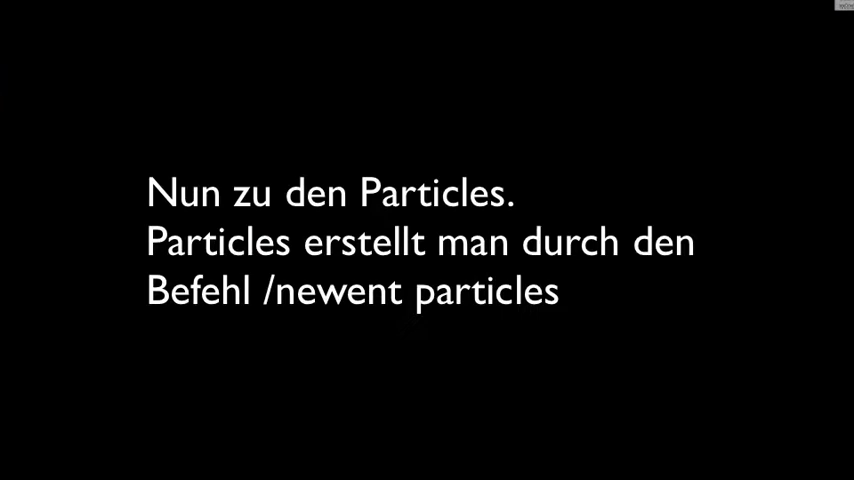 Nun zu den Particles.
Particles erstellt man durch den
Befehl /newent particles